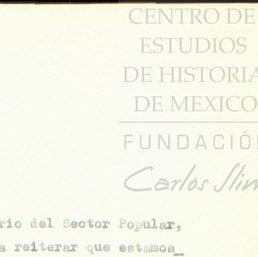 CENTRO DE
ESTUDIOS
DE HISTORIA
DE MEXICO
FUNDACIÓN
Carlos Slim
rio del Sector Popular,
a reiterar que estamos